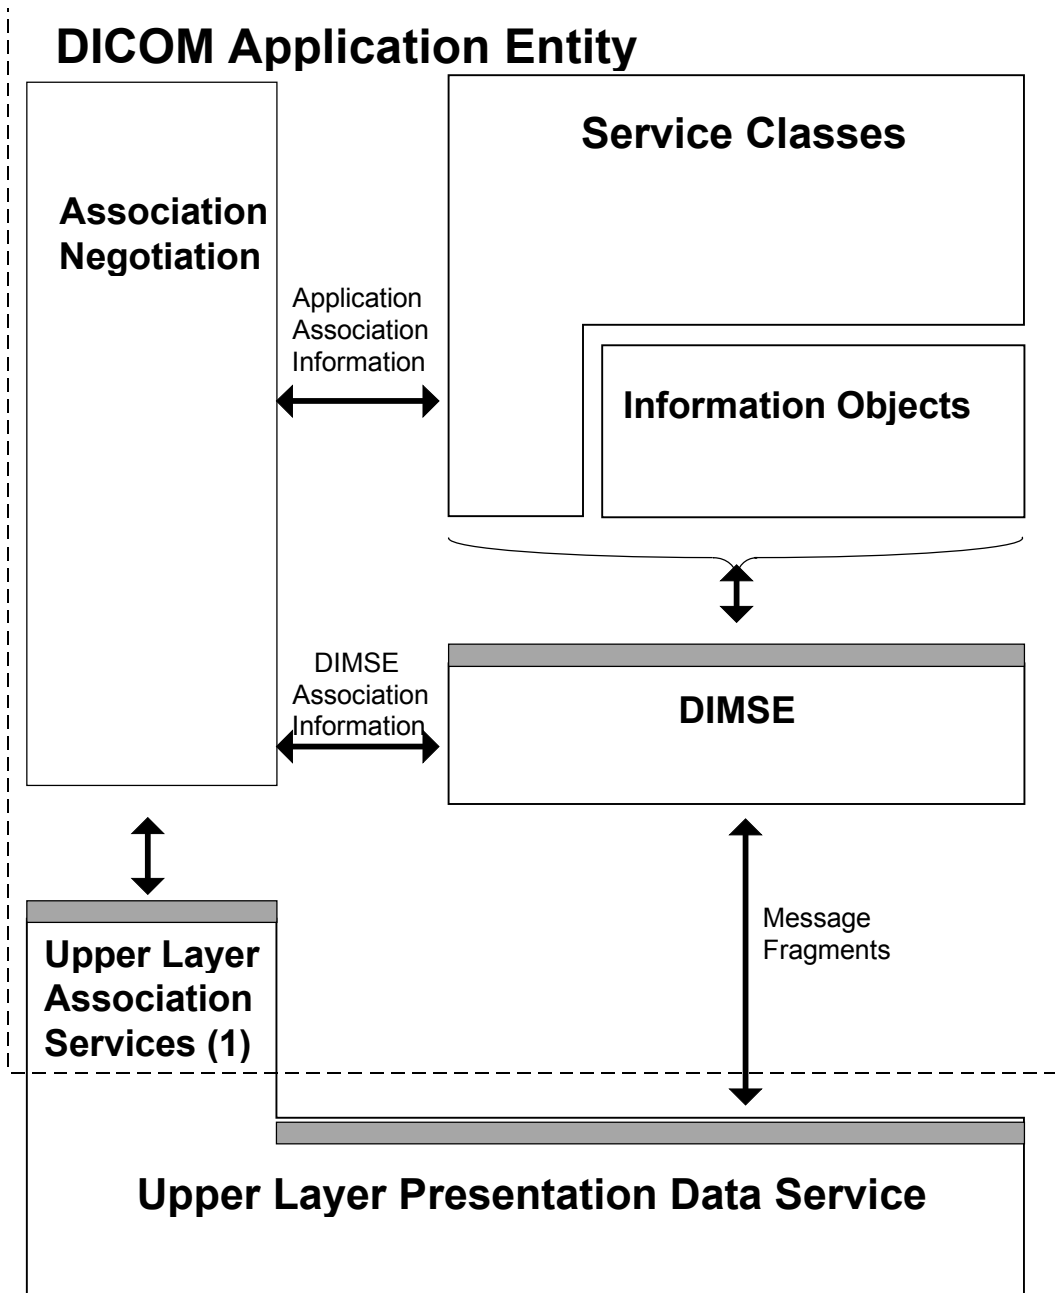 DICOM Application Entity
Service Classes
Association
Negotiation
Application
Association
Information
Information Objects
DIMSE
Association
Information
DIMSE
Message
Fragments
Upper Layer
Association
Services (1)
Upper Layer Presentation Data Service